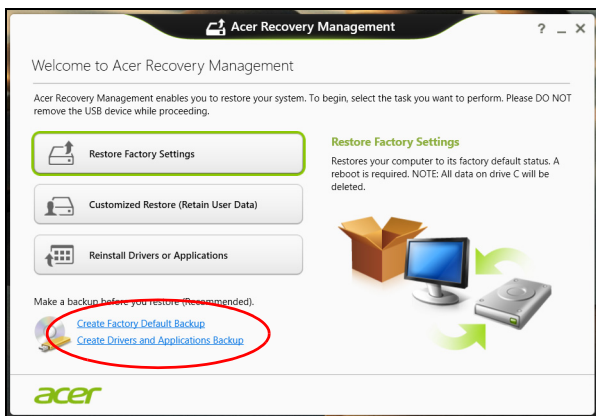 Acer Recovery Management
? _ X
Welcome to Acer Recovery Management
Acer Recovery Management enables you to restore your system. To begin, select the task you want to perform. Please DO NOT
remove the USB device while proceeding.
Restore Factory Settings
Customized Restore (Retain User Data)
Reinstall Drivers or Applications
Restore Factory Settings
Restores your computer to its factory default status. A
reboot is required. NOTE: All data on drive C will be
deleted.
Make a backup before you restore (Recommended).
Create Factory Default Backup
Create Drivers and Applications Backup
acer